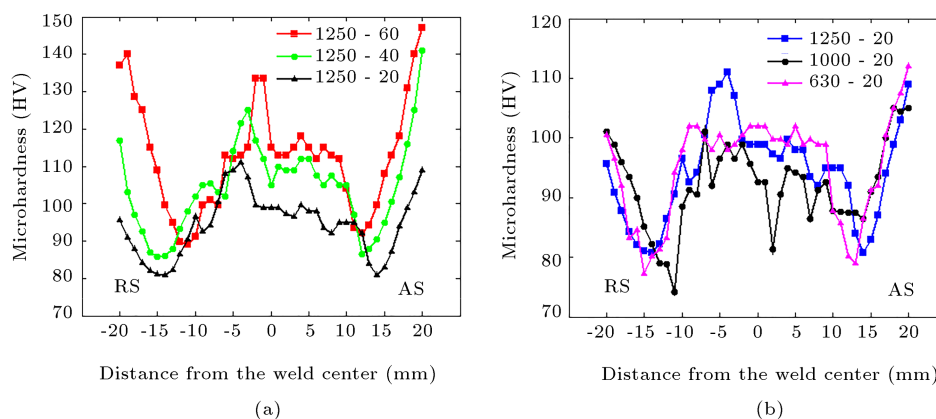 150
140
130
120
110
100
90
80
70
Microhardness (HV)
1250 - 60
1250 - 40
1250 - 20
RS
AS
-20 -15 -10 -5 0 5 10 15 20
Distance from the weld center (mm)
(a)
120
110
100
90
80
70
Microhardness (HV)
1250 - 20
1000 - 20
630 - 20
RS
AS
-20 -15 -10 -5 0 5 10 15 20
Distance from the weld center (mm)
(b)